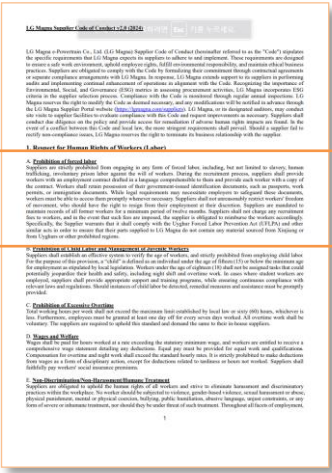 LG Magna Supplier Code of Conduct v2.0 (2024)
LG Magna e-Powertrain Co., Ltd. (LG Magna) Supplier Code of Conduct (hereinafter referred to as the "Code") stipulates
the specific requirements that LG Magna expects its suppliers to adhere to and implement. These requirements are designed
to ensure a safe work environment, uphold employee rights, fulfill environmental responsibility, and maintain ethical business
practices. Suppliers are obligated to comply with the Code by formalizing their commitment through contractual agreements
or separate compliance arrangements with LG Magna. In response, LG Magna extends support to its suppliers in performing
audits and implementing continual enhancement of operations in alignment with the Code. Recognizing the importance of
Environmental, Social, and Governance (ESG) matters in assessing procurement activities, LG Magna incorporates ESG
criteria in the supplier selection process. Compliance with the Code is monitored through regular annual inspections. LG
Magna reserves the right to modify the Code as deemed necessary, and any modifications will be notified in advance through
the LG Magna Supplier Portal website
LG Magna, or its designated auditors, may conduct
site visits to supplier facilities to evaluate compliance with this Code and request improvements as necessary. Suppliers shall
conduct due diligence on the policy and provide access for remediation if adverse human rights impacts are found. In the
event of a conflict between this Code and local law, the more stringent requirements shall prevail. Should a supplier fail to
rectify non-compliance issues, LG Magna reserves the right to terminate its business relationship with the supplier.
1. Respect for Human Rights of Workers (Labor)
A. Prohibition of forced labor
Suppliers are strictly prohibited from engaging in any form of forced labor, including, but not limited to slavery, human
trafficking, involuntary prison labor against the will of workers. During the recruitment process, suppliers shall provide
workers with an employment contract drafted in a language comprehensible to them and provide each worker with a copy of
the contract. Workers shall retain possession of their government-issued identification documents, such as passports, work
permits, or immigration documents. While legal requirements may necessitate employers to safeguard these documents,
workers must be able to access them promptly whenever necessary. Suppliers shall not unreasonably restrict workers' freedom
of movement, who should have the right to resign from their employment at their discretion. Suppliers are mandated to
maintain records of all former workers for a minimum period of twelve months. Suppliers shall not charge any recruitment
fees to workers, and in the event that such fees are imposed, the supplier is obligated to reimburse the workers accordingly.
Specifically, the Supplier warrants that it shall comply with the Uyghur Forced Labor Prevention Act (UFLPA) and other
similar acts in order to ensure that their parts supplied to LG Magna do not contain any material sourced from Xinjiang or
from Uyghurs or other prohibited regions.
B. Prohibition of Child Labor and Management of Juvenile Workers
Suppliers shall establish an effective system to verify the age of workers, and strictly prohibited from employing child labor.
For the purpose of this provision, a "child" is defined as an individual under the age of fifteen (15) or below the minimum age
for employment as stipulated by local legislation. Workers under the age of eighteen (18) shall not be assigned tasks that could
potentially jeopardize their health and safety, including night shift and overtime work. In cases where student workers are
employed, suppliers shall provide appropriate support and training programs, while ensuring continuous compliance with
relevant laws and regulations. Should instances of child labor be detected, remedial measures and assistance must be promptly
provided.
C. Prohibition of Excessive Overtime
Total working hours per week shall not exceed the maximum limit established by local law or sixty (60) hours, whichever is
less. Furthermore, employees must be granted at least one day off for every seven days worked. All overtime work shall be
voluntary. The suppliers are required to uphold this standard and demand the same to their in-house suppliers.
D. Wages and Welfare
Wages shall be paid for hours worked at a rate exceeding the statutory minimum wage, and workers are entitled to receive a
comprehensive wage statement detailing any deductions. Equal pay must be provided for equal work and qualifications.
Compensation for overtime and night work shall exceed the standard hourly rates. It is strictly prohibited to make deductions
from wages as a form of disciplinary action, except for deductions related to tardiness or hours not worked. Suppliers shall
faithfully pay workers' social insurance premiums.
E. Non-Discrimination/Non-Harassment/Humane Treatment
Suppliers are obligated to uphold the human rights of all workers and strive to eliminate harassment and discriminatory
practices within the workplace. No worker should be subjected to violence, gender-based violence, sexual harassment or abuse,
physical punishment, mental or physical coercion, bullying, public humiliation, abusive language, unjust constraints, or any
form of severe or inhumane treatment, nor should they be under threat of such treatment. Throughout all facets of employment,
1